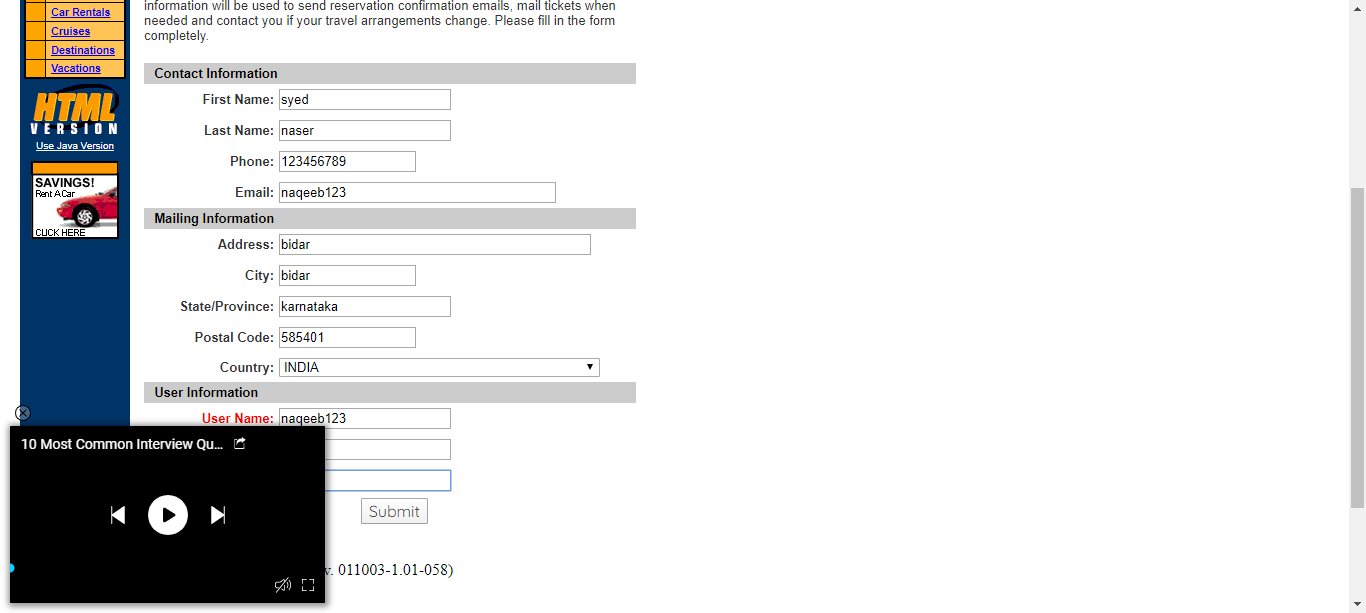 information will be used to send reservation confirmation emails, mail tickets when
needed and contact you if your travel arrangements change. Please fill in the form
completely.
Car Rentals
Cruises
Destinations
Vacations
HTML
VERSION
Use Java Version
SAVINGS!
Rent A Car
CLICK HERE
Contact Information
First Name: syed
Last Name: naser
Phone: 123456789
Email: naqeeb123
Mailing Information
Address: bidar
City: bidar
State/Province: karnataka
Postal Code: 585401
Country: INDIA
User Information
User Name: naqeeb123
Submit
10 Most Common Interview Qu...
v. 011003-1.01-058)